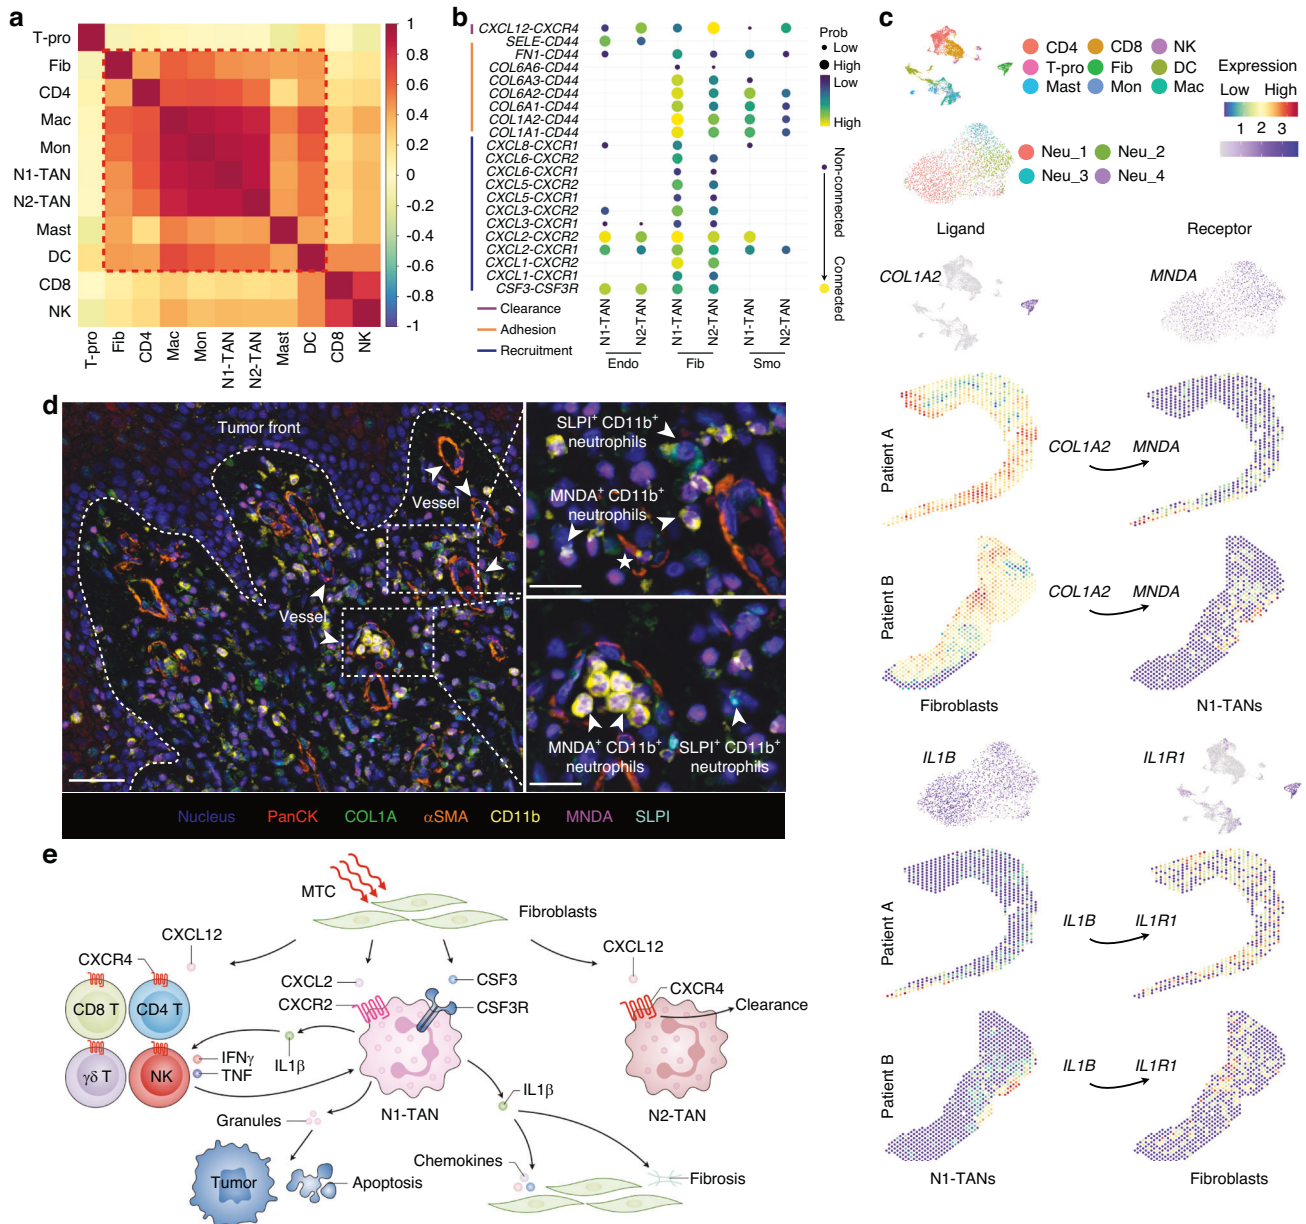 a
T-pro
Fib
CD4
Mac
Mon
N1-TAN
N2-TAN
Mast
DC
CD8
NK
T-pro
Fib
CD4
Mac
Mon
N1-TAN
N2-TAN
Mast
DC
CD8
NK
1
0.8
0.6
0.4
0.2
0
-0.2
-0.4
-0.6
-0.8
-1
b
CXCL12-CXCR4
SELE-CD44
FN1-CD44
COL6A6-CD44
COL6A3-CD44
COL6A2-CD44
COL6A1-CD44
COL1A2-CD44
COL1A1-CD44
CXCL8-CXCR1
CXCL6-CXCR2
CXCL6-CXCR1
CXCL5-CXCR2
CXCL5-CXCR1
CXCL3-CXCR2
CXCL3-CXCR1
CXCL2-CXCR2
CXCL2-CXCR1
CXCL1-CXCR2
CXCL1-CXCR1
CSF3-CSF3R
Clearance
Adhesion
Recruitment
N1-TAN
N2-TAN
N1-TAN
N2-TAN
N1-TAN
N2-TAN
Endo
Fib
Smo
Prob
Low
High
Low
High
Non-connected
Connected
c
CD4
CD8
NK
T-pro
Fib
DC
Mast
Mon
Mac
Expression
Low High
1 2 3
Neu_1
Neu_2
Neu_3
Neu_4
Ligand
Receptor
COL1A2
MNDA
Patient A
COL1A2
MNDA
Patient B
COL1A2
MNDA
Fibroblasts
N1-TANs
IL1B
IL1R1
Patient A
IL1B
IL1R1
Patient B
IL1B
IL1R1
N1-TANs
Fibroblasts
d
Tumor front
Vessel
Vessel
SLPI+ CD11b+
neutrophils
MNDA+ CD11b+
neutrophils
MNDA+ CD11b+
neutrophils
SLPI+ CD11b+
neutrophils
Nucleus PanCK COL1A αSMA CD11b MNDA SLPI
e
MTC
Fibroblasts
CXCL12
CXCR4
CD8 T
CD4 T
γδ T
NK
IFNγ
TNF
IL1β
CXCL2
CXCR2
CSF3
CSF3R
N1-TAN
CXCL12
CXCR4
Clearance
N2-TAN
Granules
Tumor
Apoptosis
IL1β
Chemokines
Fibrosis